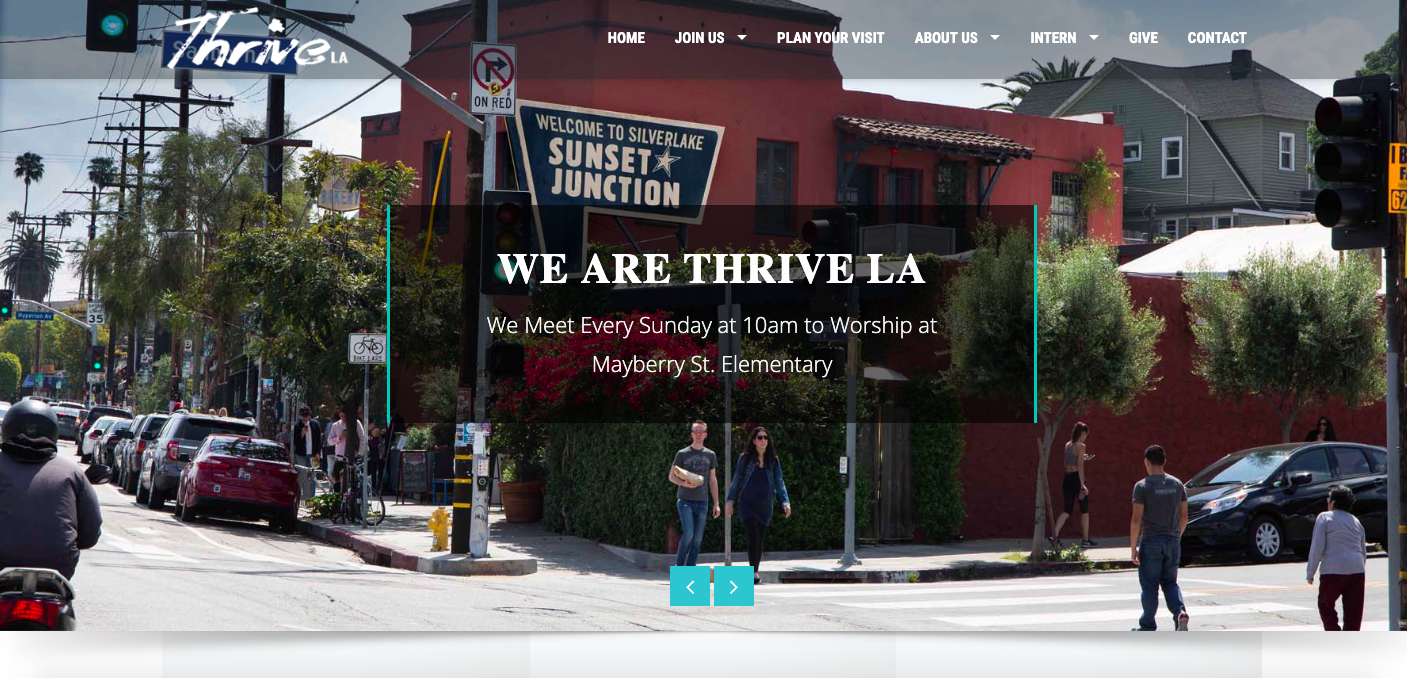 Thrive LA
HOME JOIN US PLAN YOUR VISIT ABOUT US INTERN GIVE CONTACT
ON RED
WELCOME TO SILVERLAKE
SUNSET
JUNCTION
WE ARE THRIVE LA
We Meet Every Sunday at 10am to Worship at
Mayberry St. Elementary
Hyperion Av
35
BIKE LANE